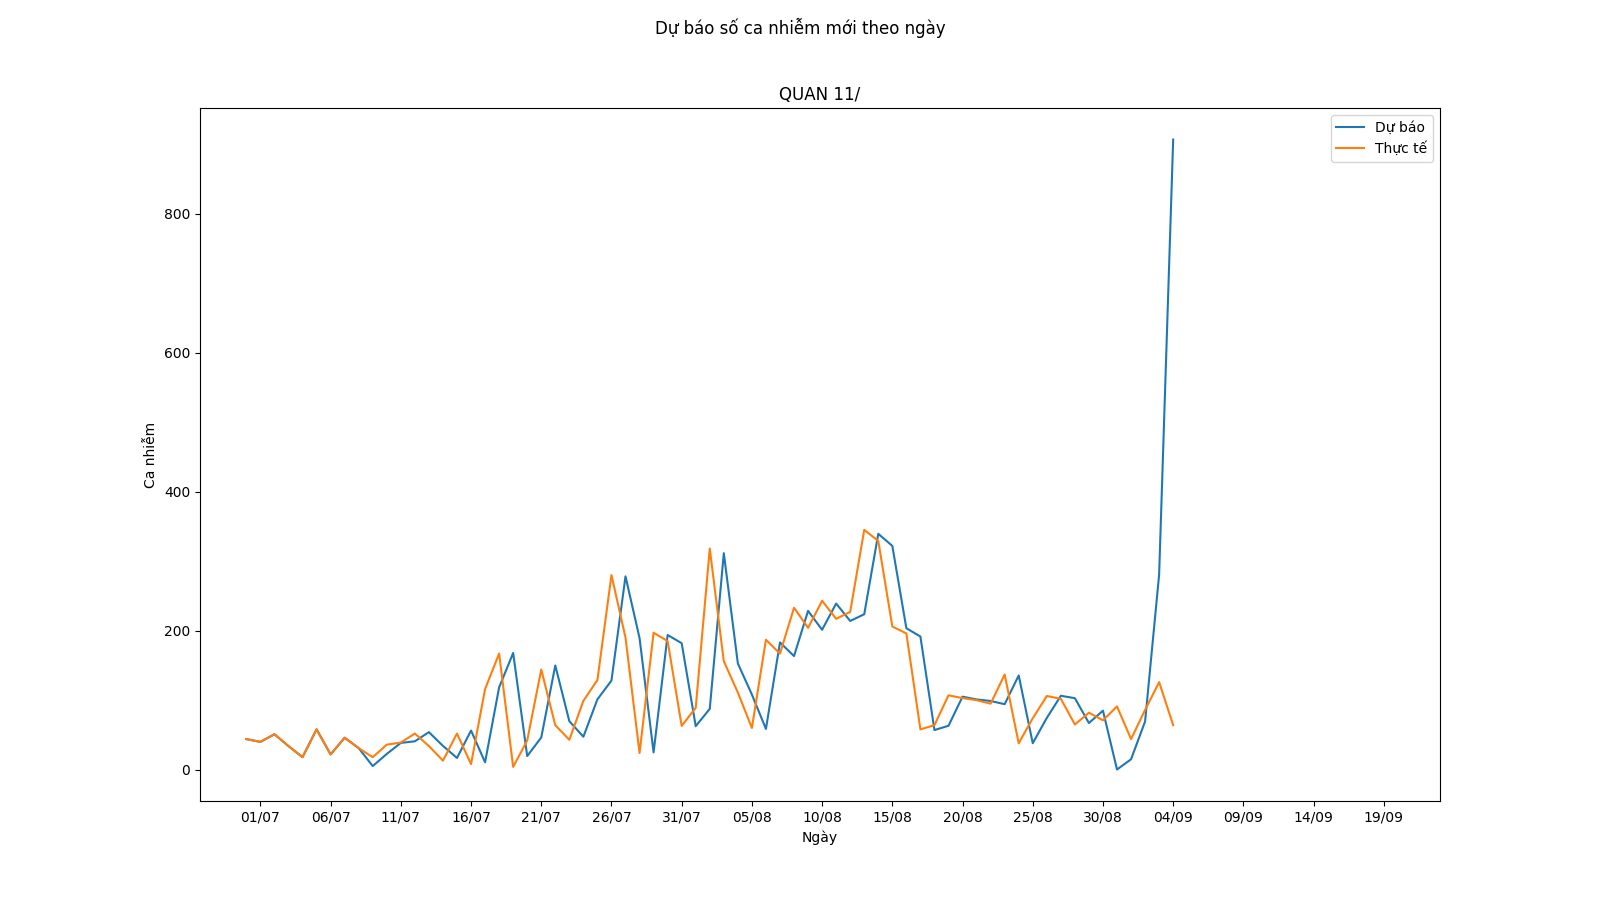 Dự báo số ca nhiễm mới theo ngày
QUAN 11/
Dự báo
Thực tế
800
600
400
200
0
Ca nhiễm
01/07 06/07 11/07 16/07 21/07 26/07 31/07 05/08 10/08 15/08 20/08 25/08 30/08 04/09 09/09 14/09 19/09
Ngày